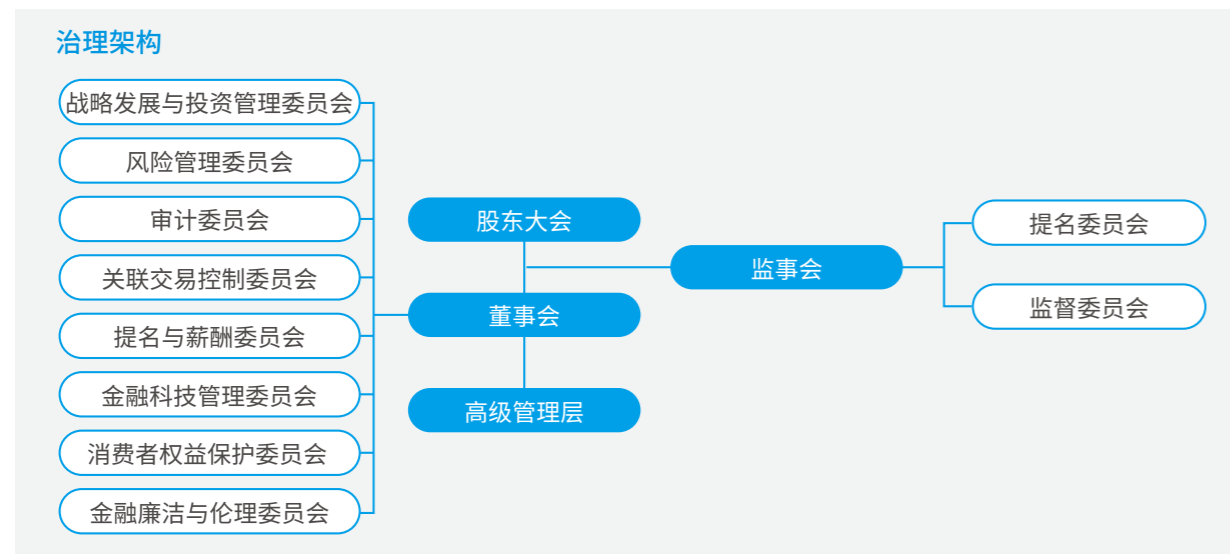 治理架构
战略发展与投资管理委员会
风险管理委员会
审计委员会
关联交易控制委员会
提名与薪酬委员会
金融科技管理委员会
消费者权益保护委员会
金融廉洁与伦理委员会
股东大会
董事会
高级管理层
监事会
提名委员会
监督委员会